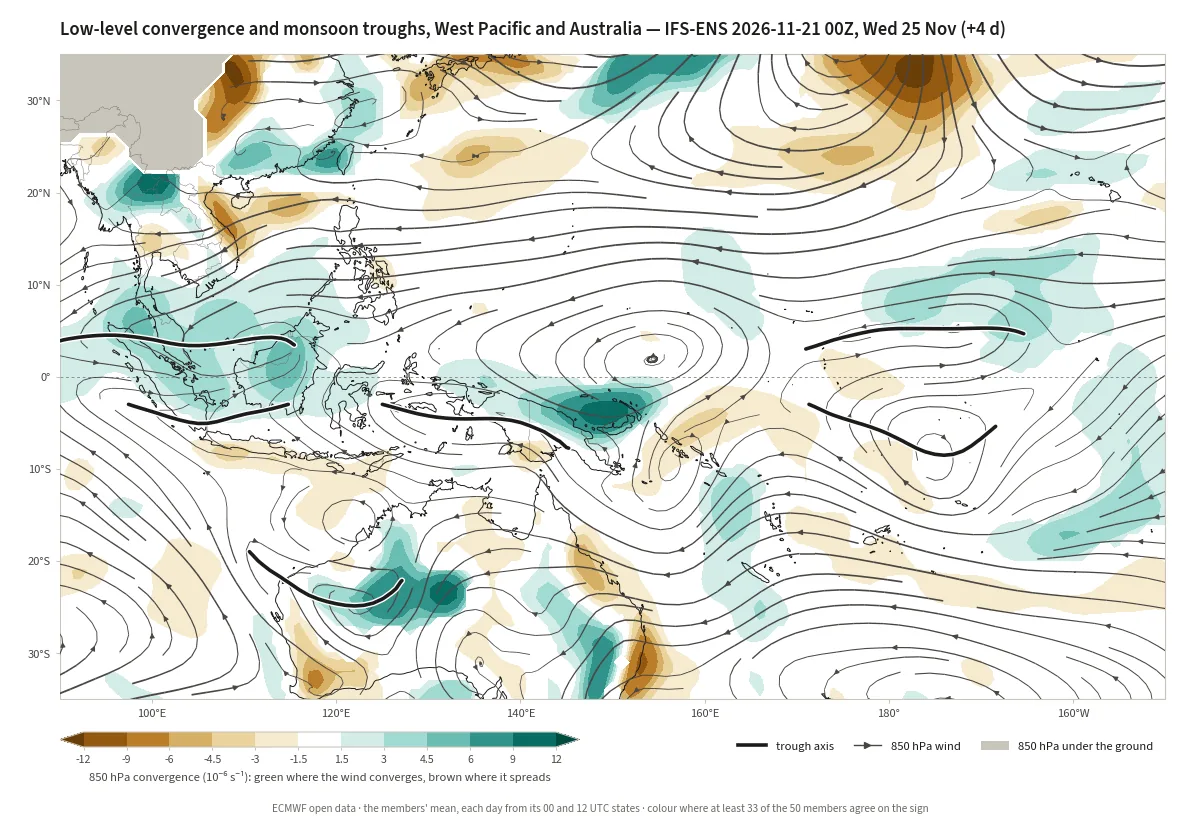 Low-level convergence and monsoon troughs, West Pacific and Australia — IFS-ENS 2026-11-21 00Z, Wed 25 Nov (+4 d)
30°N
20°N
10°N
0°
10°S
20°S
30°S
100°E 120°E 140°E 160°E 180° 160°W
-12 -9 -6 -4.5 -3 -1.5 1.5 3 4.5 6 9 12
trough axis 850 hPa wind 850 hPa under the ground
850 hPa convergence (10⁻⁶ s⁻¹): green where the wind converges, brown where it spreads
ECMWF open data · the members' mean, each day from its 00 and 12 UTC states · colour where at least 33 of the 50 members agree on the sign